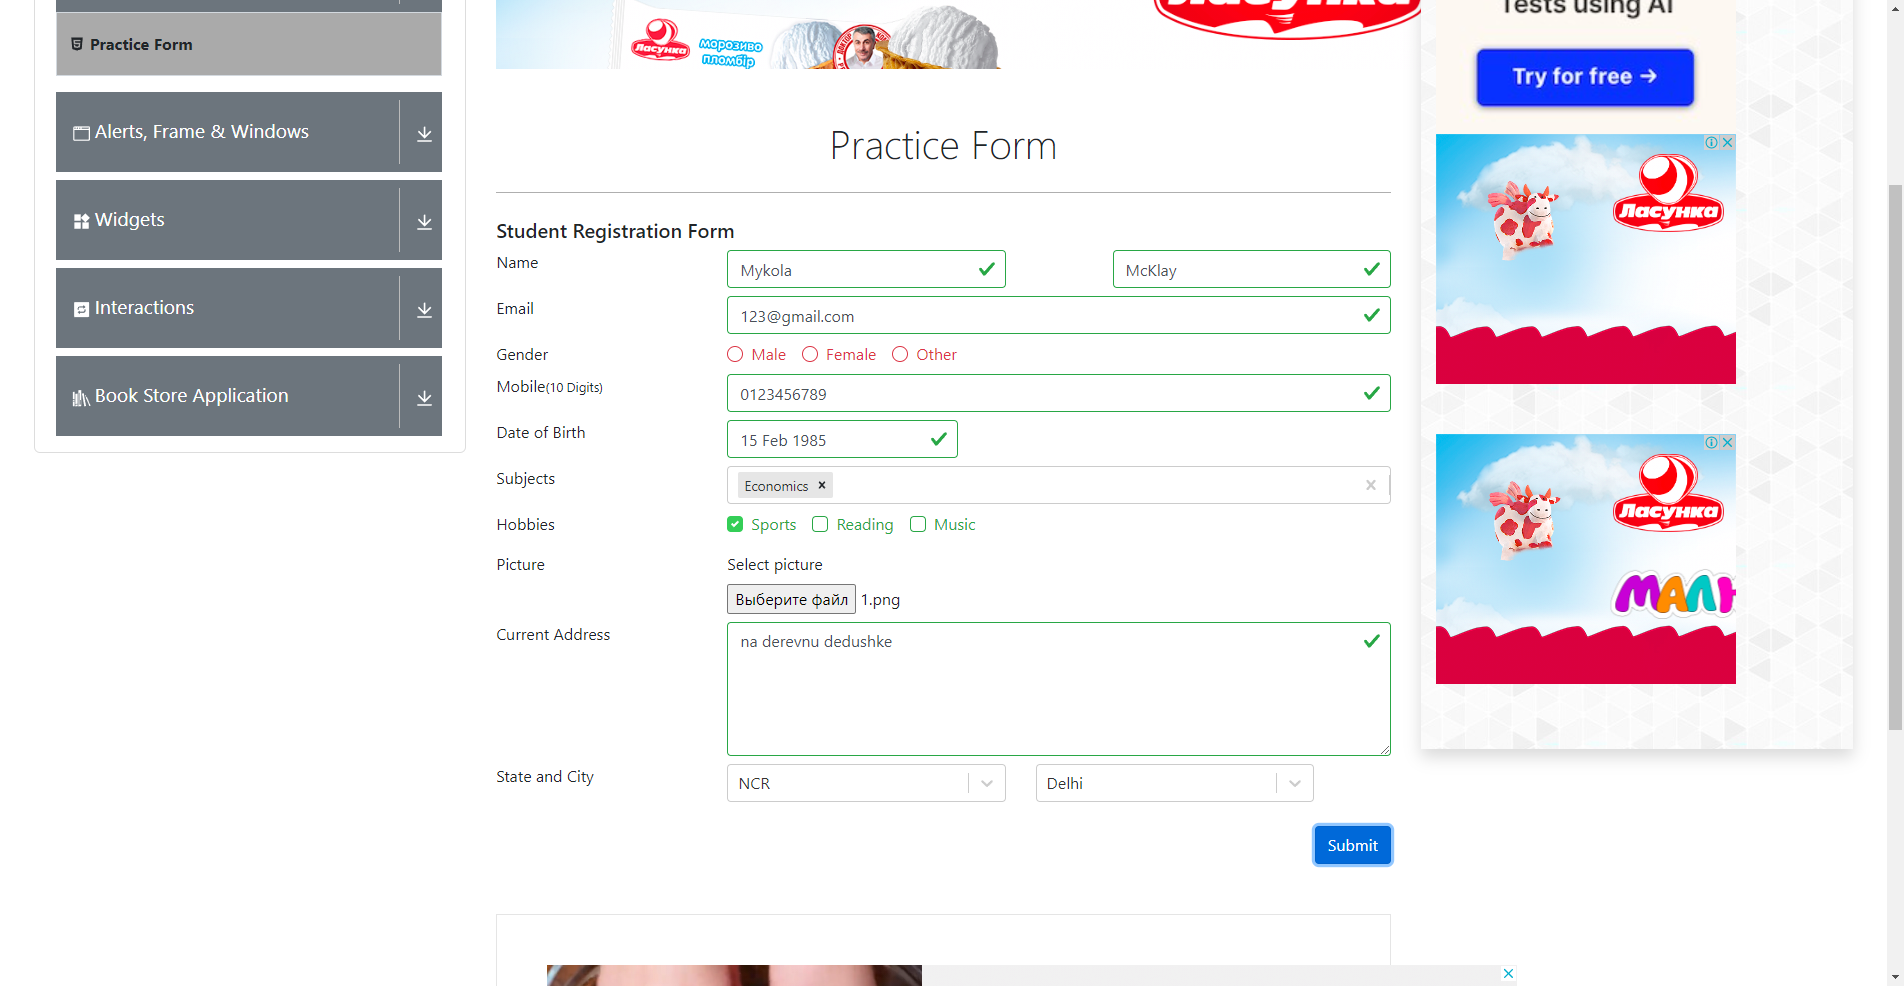 Practice Form
Alerts, Frame & Windows
Widgets
Interactions
Book Store Application
Ласунка
морозиво
пломбір
Ласунка
Practice Form
Student Registration Form
Name
Mykola
McKlay
Email
123@gmail.com
Gender
Male
Female
Other
Mobile(10 Digits)
0123456789
Date of Birth
15 Feb 1985
Subjects
Economics
Hobbies
Sports
Reading
Music
Picture
Select picture
Выберите файл 1.png
Current Address
na derevnu dedushke
State and City
NCR
Delhi
Submit
Tests using AI
Try for free →
Ласунка
Ласунка